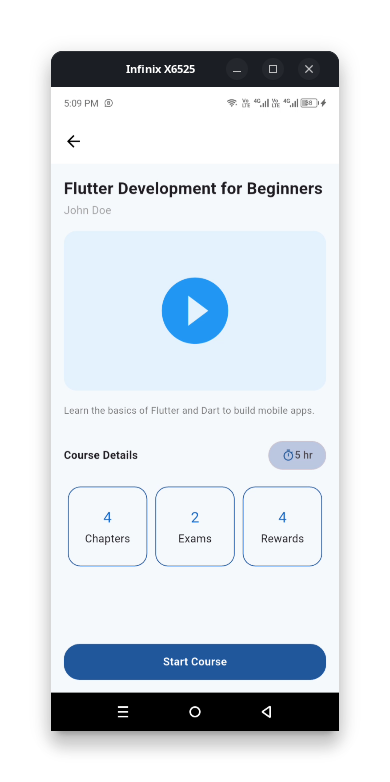 Infinix X6525
5:09 PM
Flutter Development for Beginners
John Doe
Learn the basics of Flutter and Dart to build mobile apps.
Course Details
5 hr
4
Chapters
2
Exams
4
Rewards
Start Course